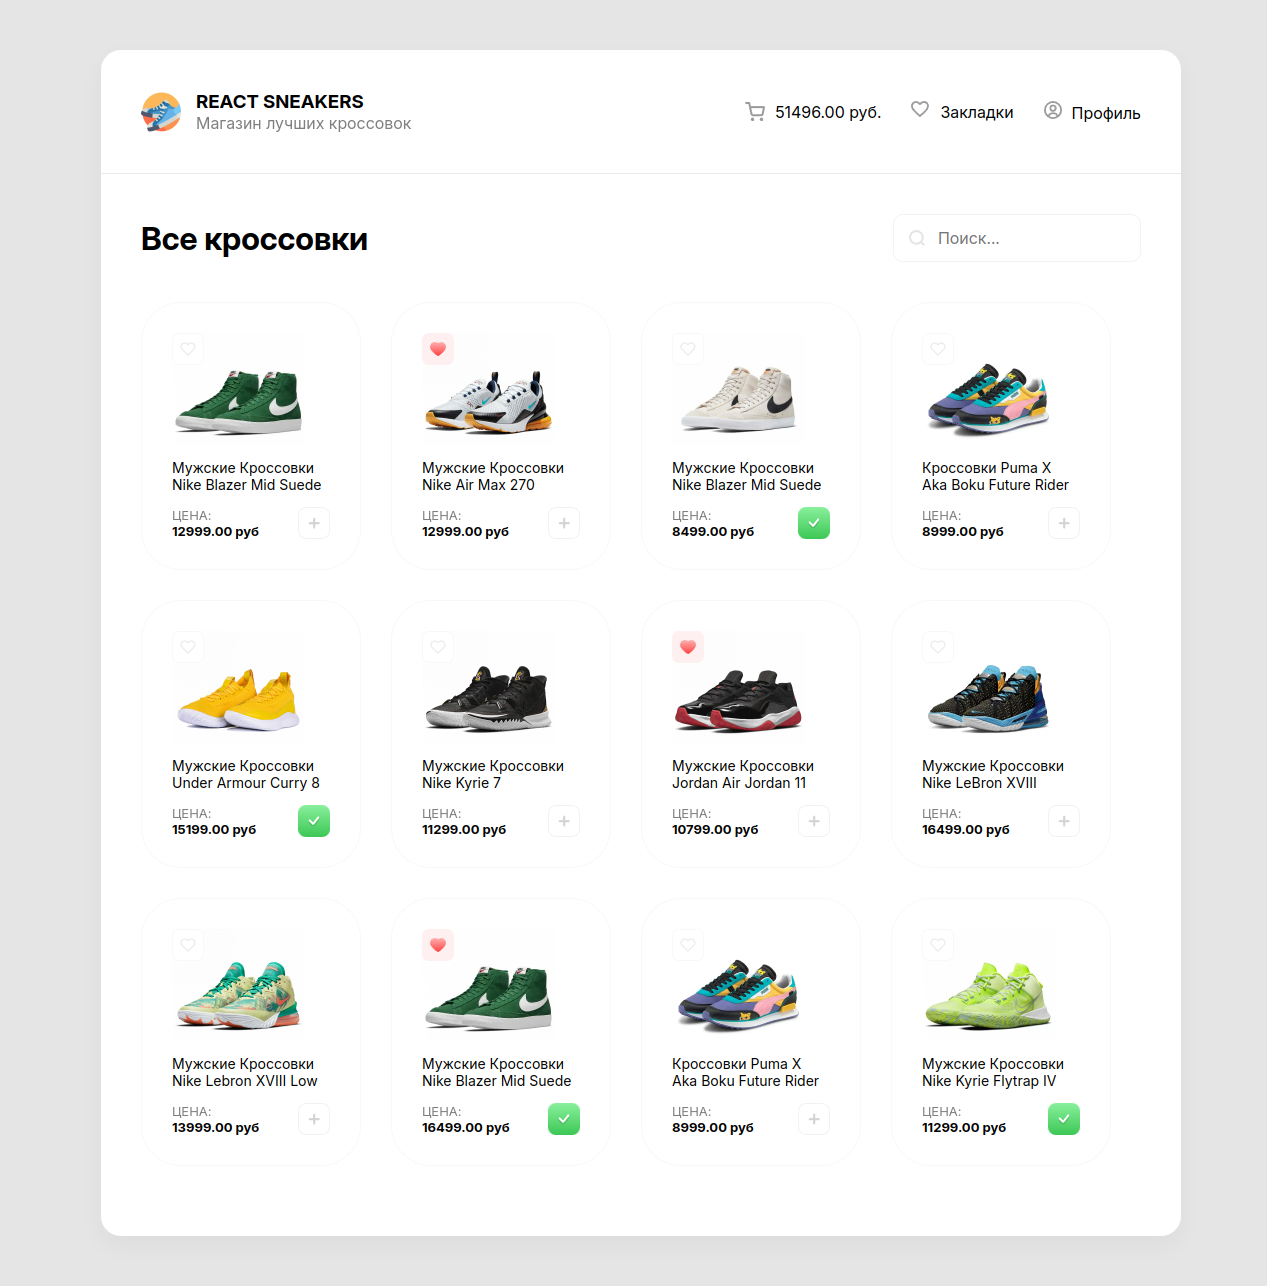 REACT SNEAKERS
Магазин лучших кроссовок
51496.00 руб.
Закладки
Профиль
Все кроссовки
Поиск...
Мужские Кроссовки
Nike Blazer Mid Suede
ЦЕНА:
12999.00 руб
Мужские Кроссовки
Nike Air Max 270
ЦЕНА:
12999.00 руб
Мужские Кроссовки
Nike Blazer Mid Suede
ЦЕНА:
8499.00 руб
Кроссовки Puma X
Aka Boku Future Rider
ЦЕНА:
8999.00 руб
Мужские Кроссовки
Under Armour Curry 8
ЦЕНА:
15199.00 руб
Мужские Кроссовки
Nike Kyrie 7
ЦЕНА:
11299.00 руб
Мужские Кроссовки
Jordan Air Jordan 11
ЦЕНА:
10799.00 руб
Мужские Кроссовки
Nike LeBron XVIII
ЦЕНА:
16499.00 руб
Мужские Кроссовки
Nike Lebron XVIII Low
ЦЕНА:
13999.00 руб
Мужские Кроссовки
Nike Blazer Mid Suede
ЦЕНА:
16499.00 руб
Кроссовки Puma X
Aka Boku Future Rider
ЦЕНА:
8999.00 руб
Мужские Кроссовки
Nike Kyrie Flytrap IV
ЦЕНА:
11299.00 руб